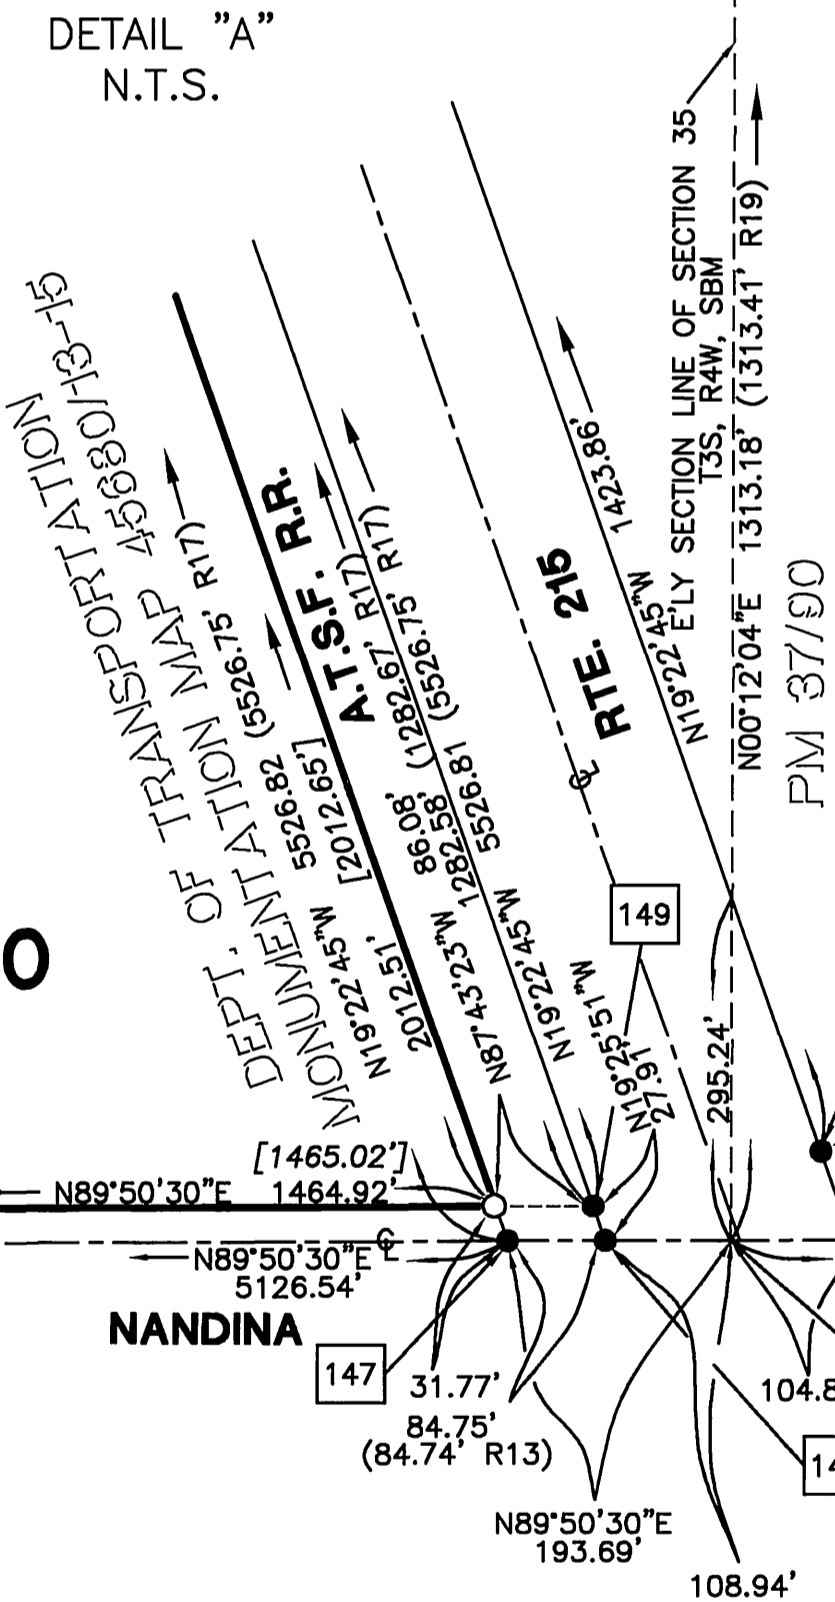 DETAIL "A"
N.T.S.
DEPT. OF TRANSPORTATION
MONUMENTATION MAP 45680/13-15
N19°22'45"W 5526.82 (5526.75' R17)
2012.51' [2012.65']
A.T.S.F. R.R.
N87°43'23"W 86.08'
1282.58' (1282.67' R17)
N19°22'45"W 5526.81 (5526.75' R17)
RTE. 215
℄
N19°25'51"W
27.91'
N19°22'45"W 1423.86'
E'LY SECTION LINE OF SECTION 35
T3S, R4W, SBM
N00°12'04"E 1313.18' (1313.41' R19)
PM 37/90
O
149
295.24'
[1465.02']
N89°50'30"E 1464.92'
℄
N89°50'30"E
5126.54'
NANDINA
147
31.77'
84.75'
(84.74' R13)
104.8
14
N89°50'30"E
193.69'
108.94'